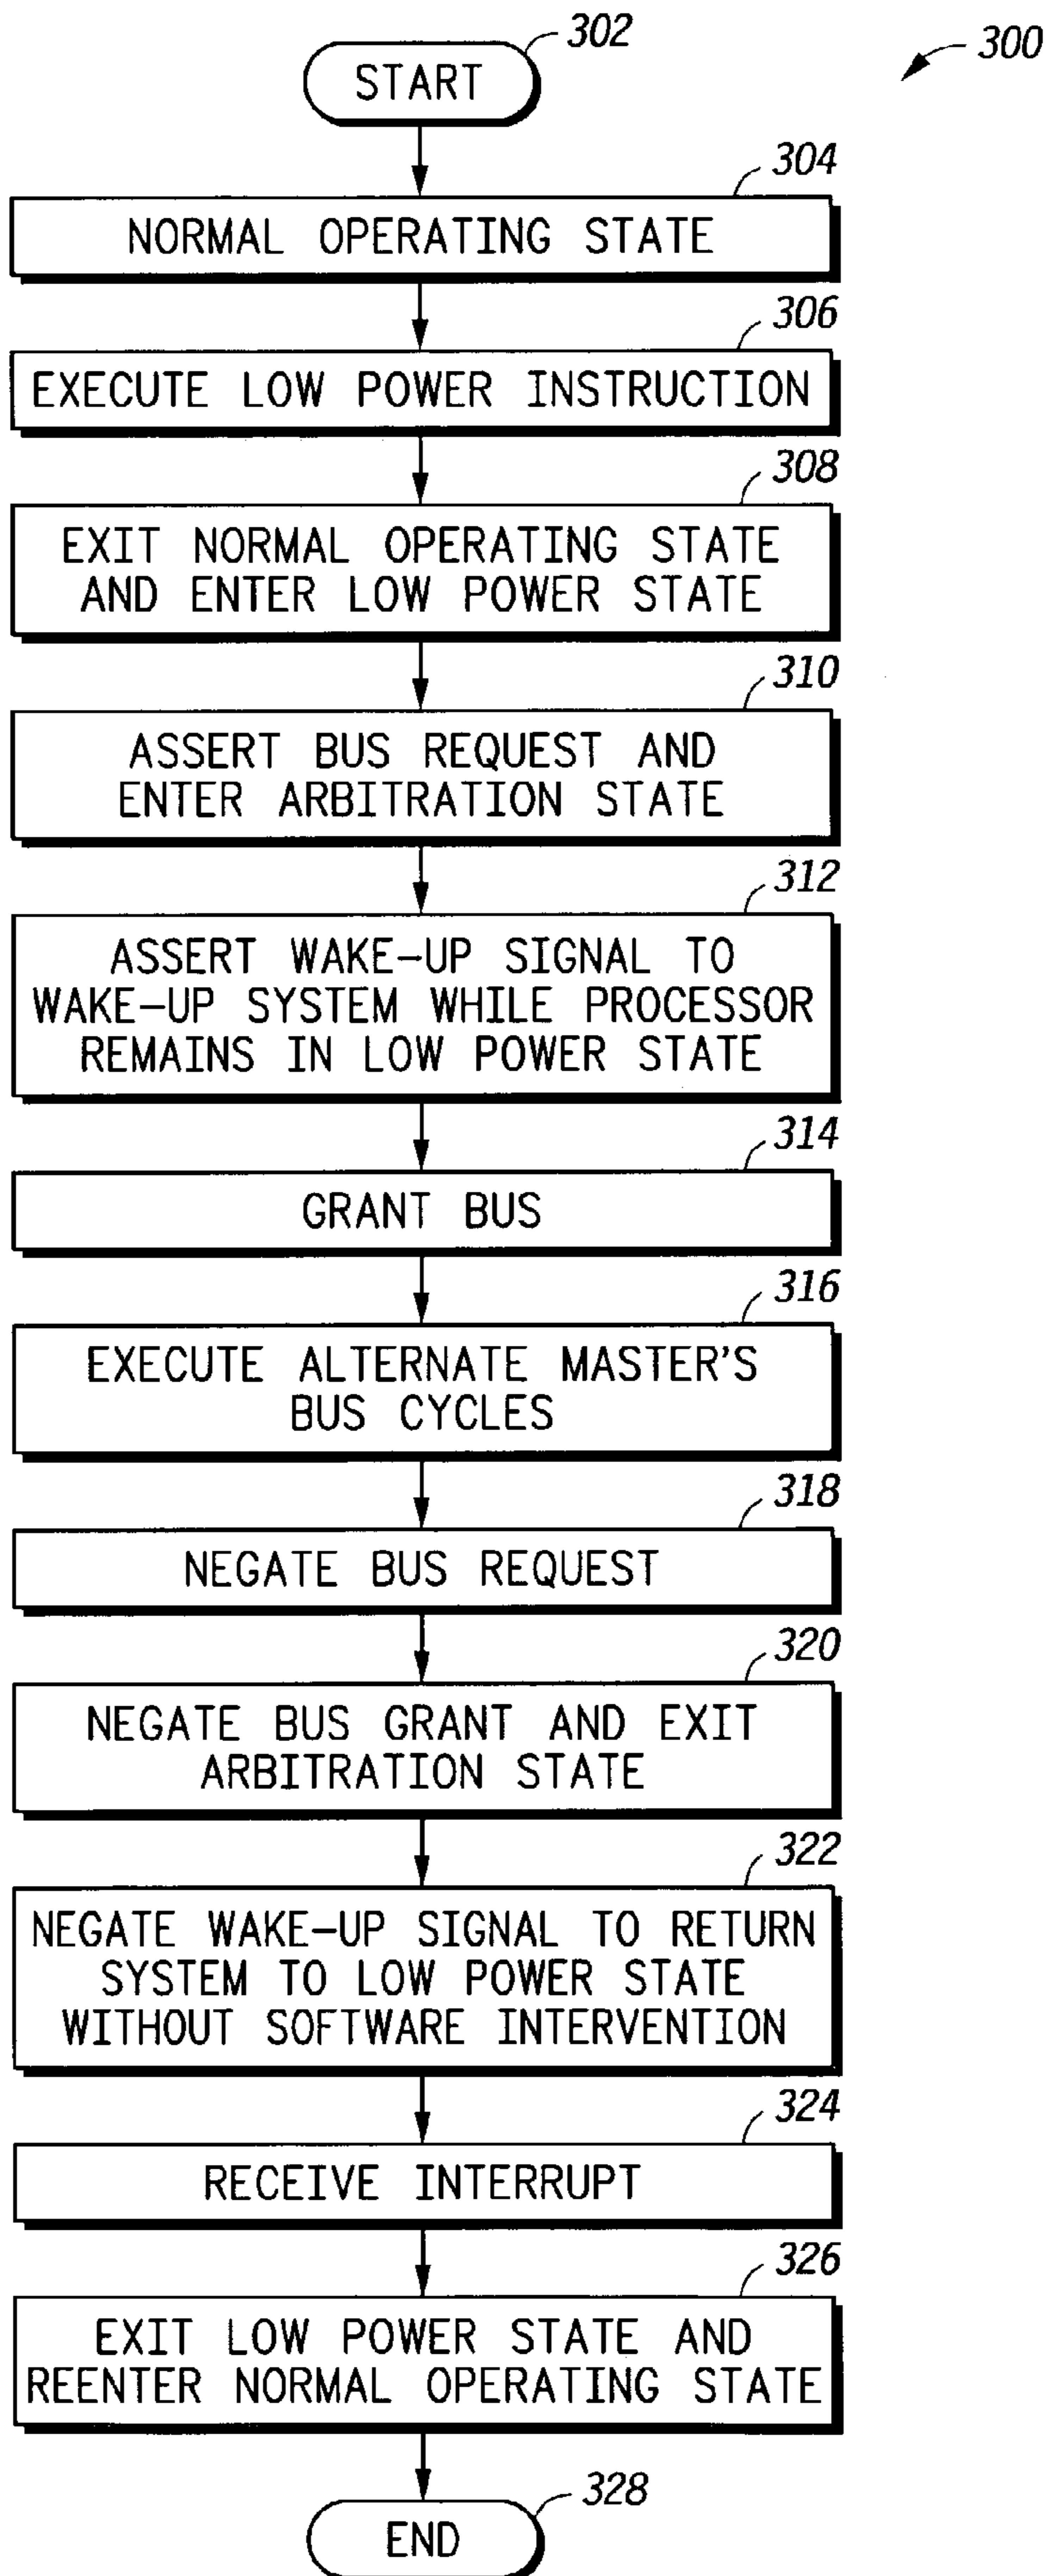 302
300
START
304
NORMAL OPERATING STATE
306
EXECUTE LOW POWER INSTRUCTION
308
EXIT NORMAL OPERATING STATE
AND ENTER LOW POWER STATE
310
ASSERT BUS REQUEST AND
ENTER ARBITRATION STATE
312
ASSERT WAKE-UP SIGNAL TO
WAKE-UP SYSTEM WHILE PROCESSOR
REMAINS IN LOW POWER STATE
314
GRANT BUS
316
EXECUTE ALTERNATE MASTER'S
BUS CYCLES
318
NEGATE BUS REQUEST
320
NEGATE BUS GRANT AND EXIT
ARBITRATION STATE
322
NEGATE WAKE-UP SIGNAL TO RETURN
SYSTEM TO LOW POWER STATE
WITHOUT SOFTWARE INTERVENTION
324
RECEIVE INTERRUPT
326
EXIT LOW POWER STATE AND
REENTER NORMAL OPERATING STATE
328
END